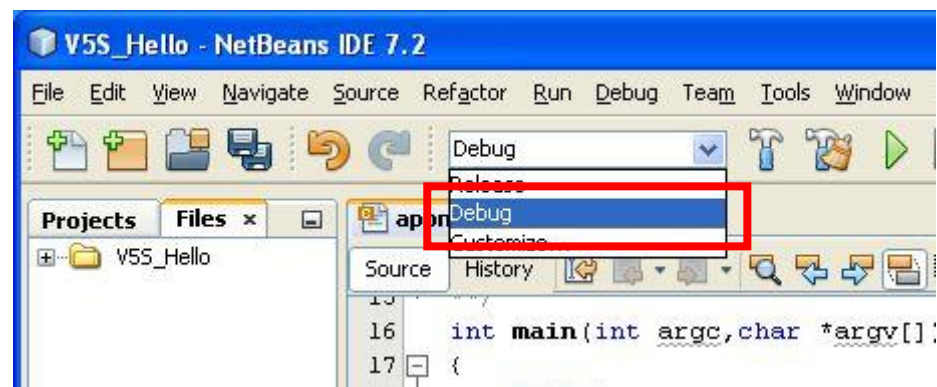 V5S_Hello - NetBeans IDE 7.2
File Edit View Navigate Source Refactor Run Debug Team Tools Window
Debug
Release
Projects Files x
Debug
V5S_Hello
Customize...
Source History
15
16 int main(int argc,char *argv[])
17 {